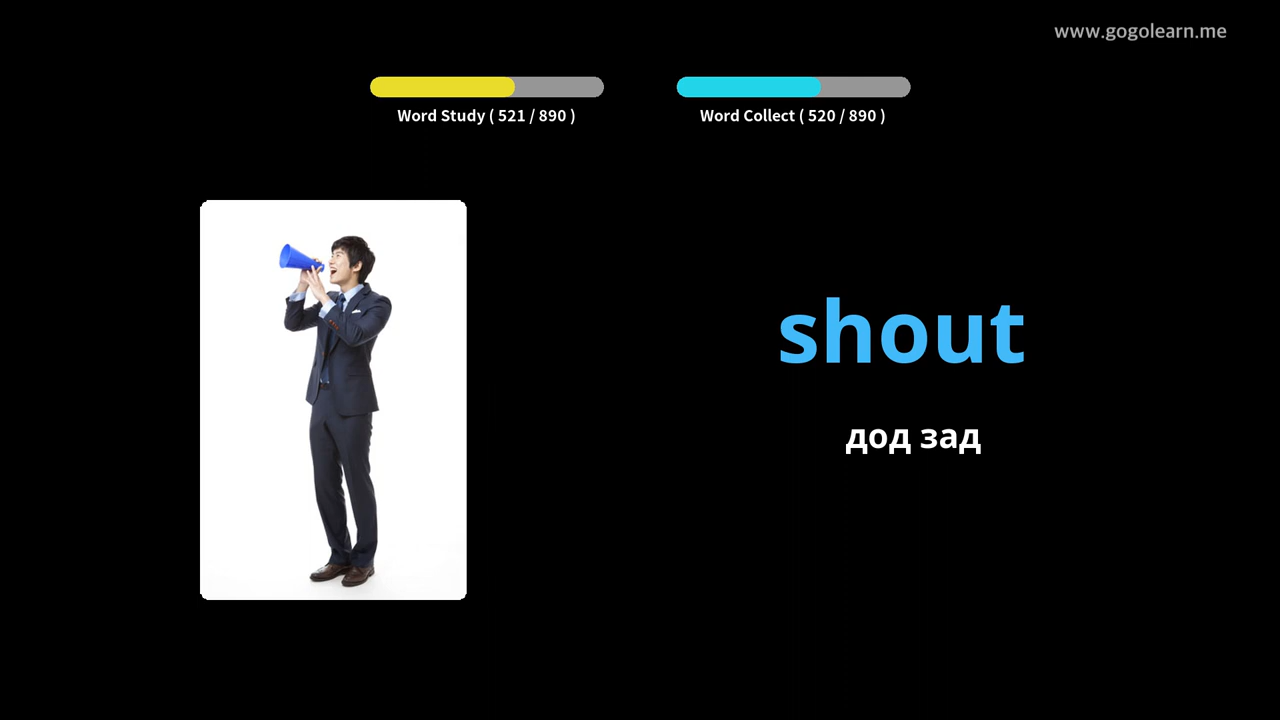 www.gogolearn.me
Word Study ( 521 / 890 )
Word Collect ( 520 / 890 )
shout
дод зад